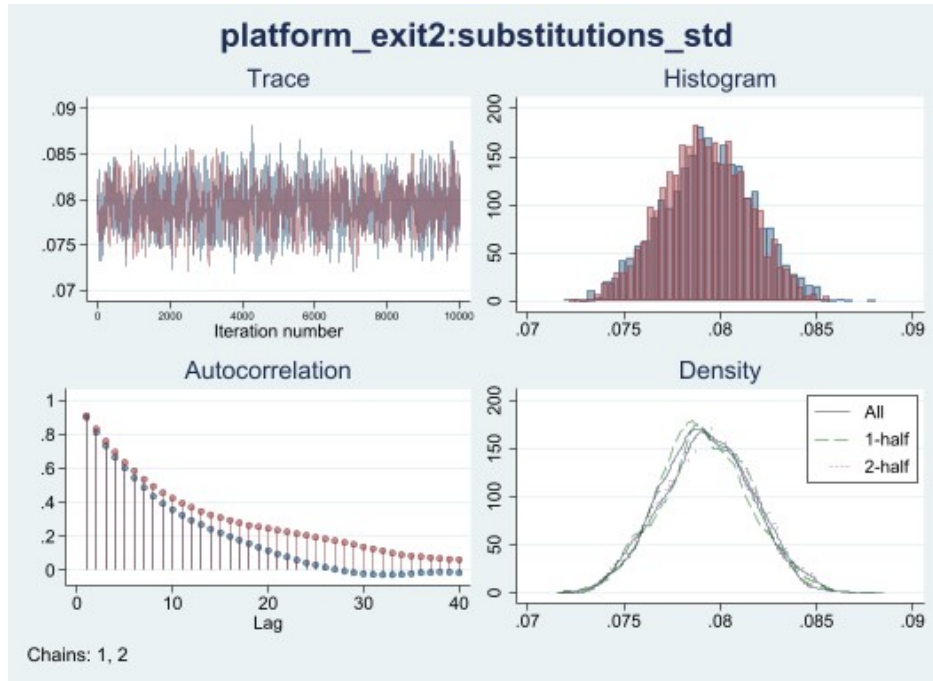 platform_exit2:substitutions_std
Trace
.09
.085
.08
.075
.07
0 2000 4000 6000 8000 10000
Iteration number
Histogram
200
150
100
50
0
.07 .075 .08 .085 .09
Autocorrelation
1
.8
.6
.4
.2
0
0 10 20 30 40
Lag
Density
200
150
100
50
0
All
1-half
2-half
.07 .075 .08 .085 .09
Chains: 1, 2